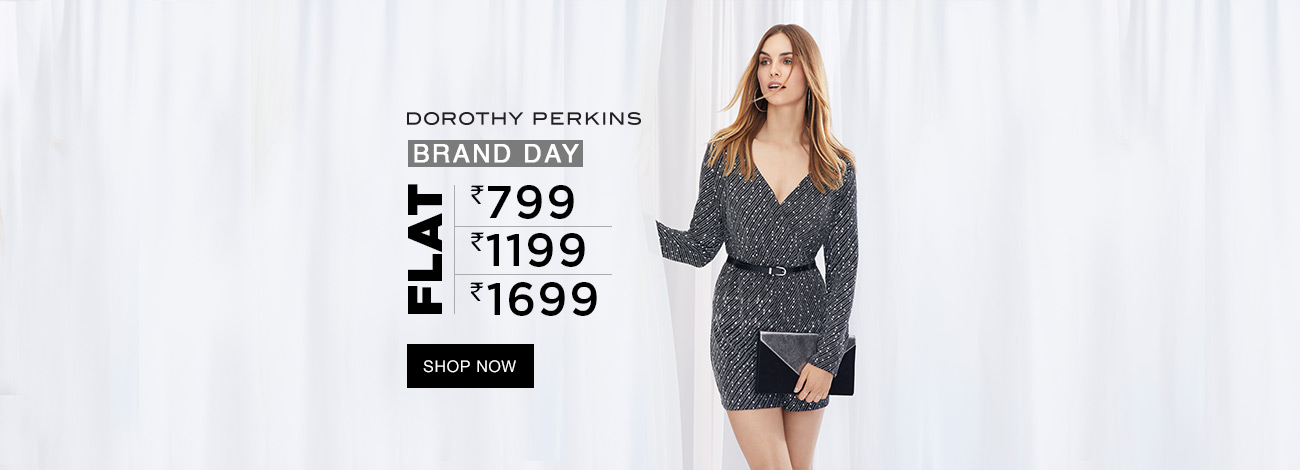 DOROTHY PERKINS
BRAND DAY
FLAT
₹799
₹1199
₹1699
SHOP NOW